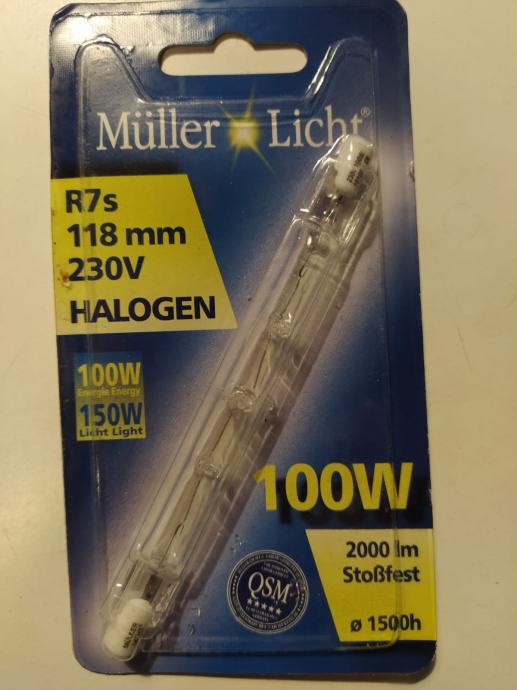 Müller Licht®
R7s
118 mm
230V
HALOGEN
100W
Energie Energy
150W
Licht Light
100W
2000 lm
Stoßfest
ø 1500h
QSM
MÜLLER